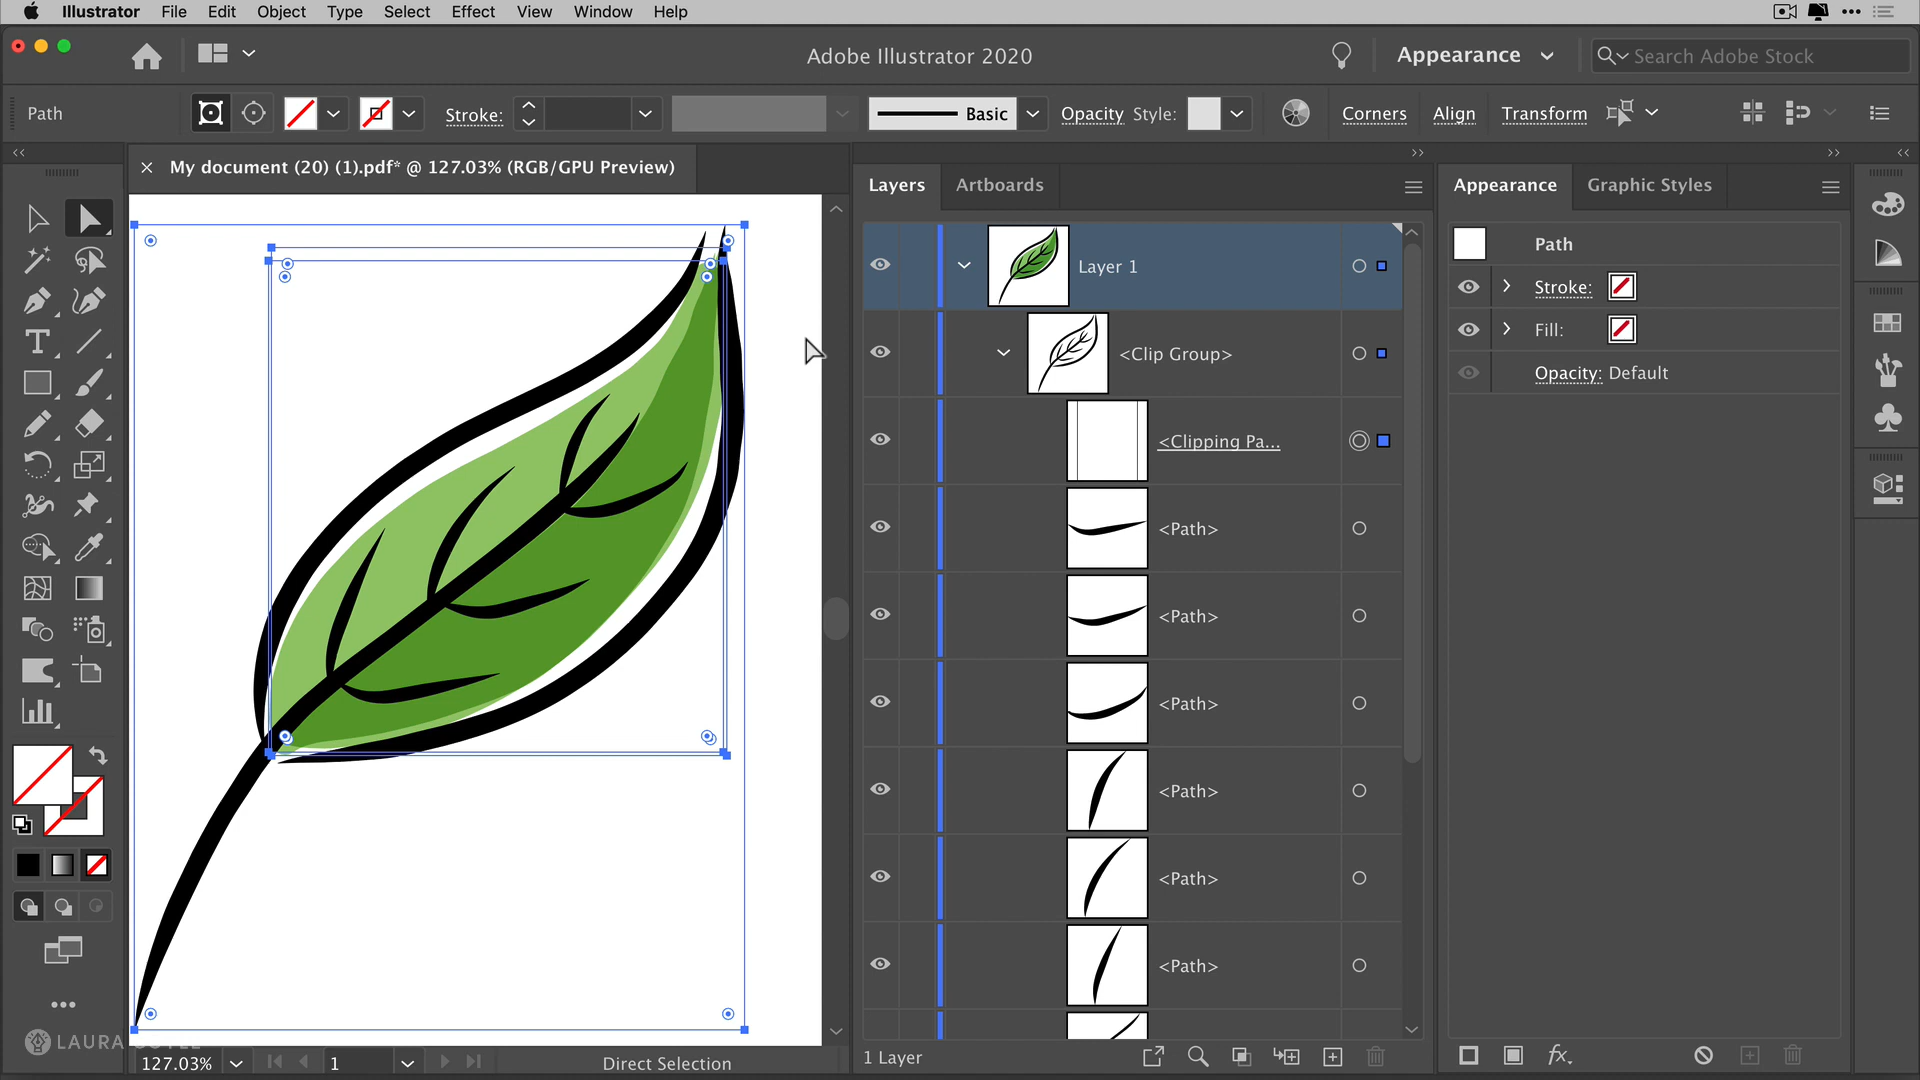 Illustrator File Edit Object Type Select Effect View Window Help
Adobe Illustrator 2020
Appearance
Search Adobe Stock
Path
Stroke:
Basic
Opacity Style:
Corners
Align
Transform
My document (20) (1).pdf* @ 127.03% (RGB/GPU Preview)
Layers Artboards
Layer 1
<Clip Group>
<Clipping Pa...
<Path>
<Path>
<Path>
<Path>
<Path>
<Path>
1 Layer
Appearance Graphic Styles
Path
Stroke:
Fill:
Opacity: Default
fx
LAURA
127.03%
1
Direct Selection